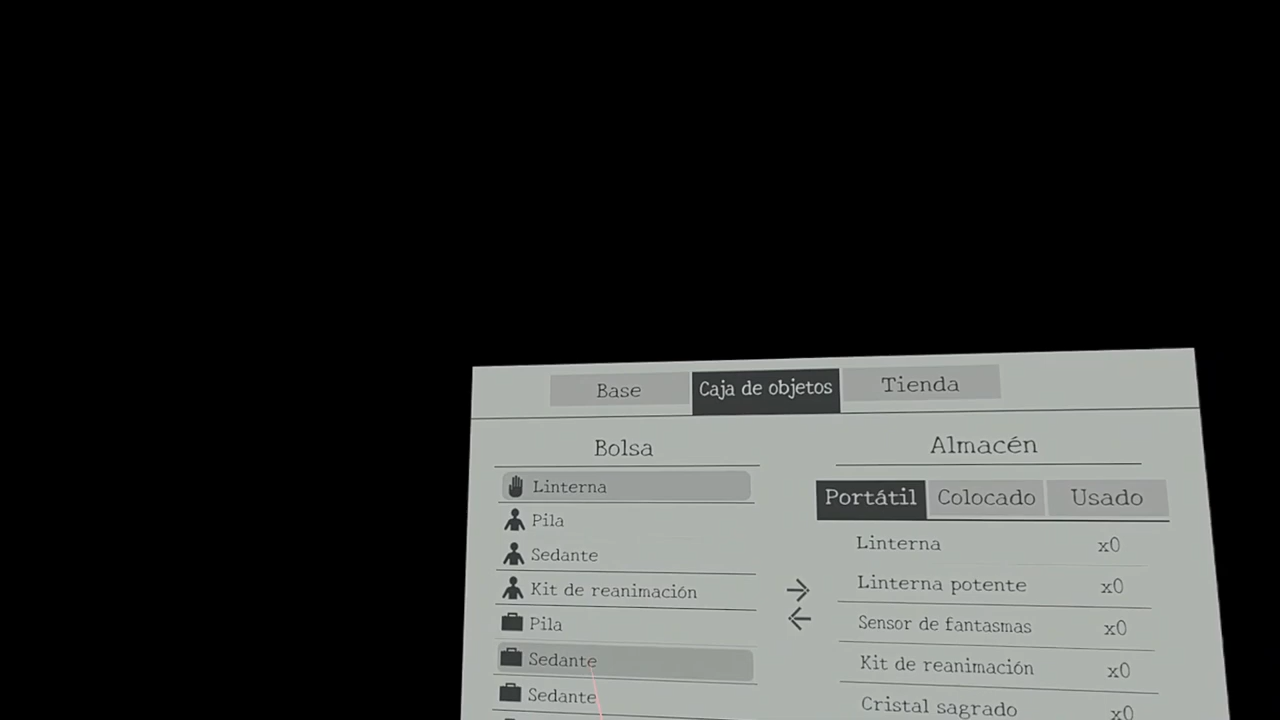 Base
Caja de objetos
Tienda
Bolsa
Linterna
Pila
Sedante
Kit de reanimación
Pila
Sedante
Sedante
Almacén
Portátil
Colocado
Usado
Linterna x0
Linterna potente x0
Sensor de fantasmas x0
Kit de reanimación x0
Cristal sagrado x0